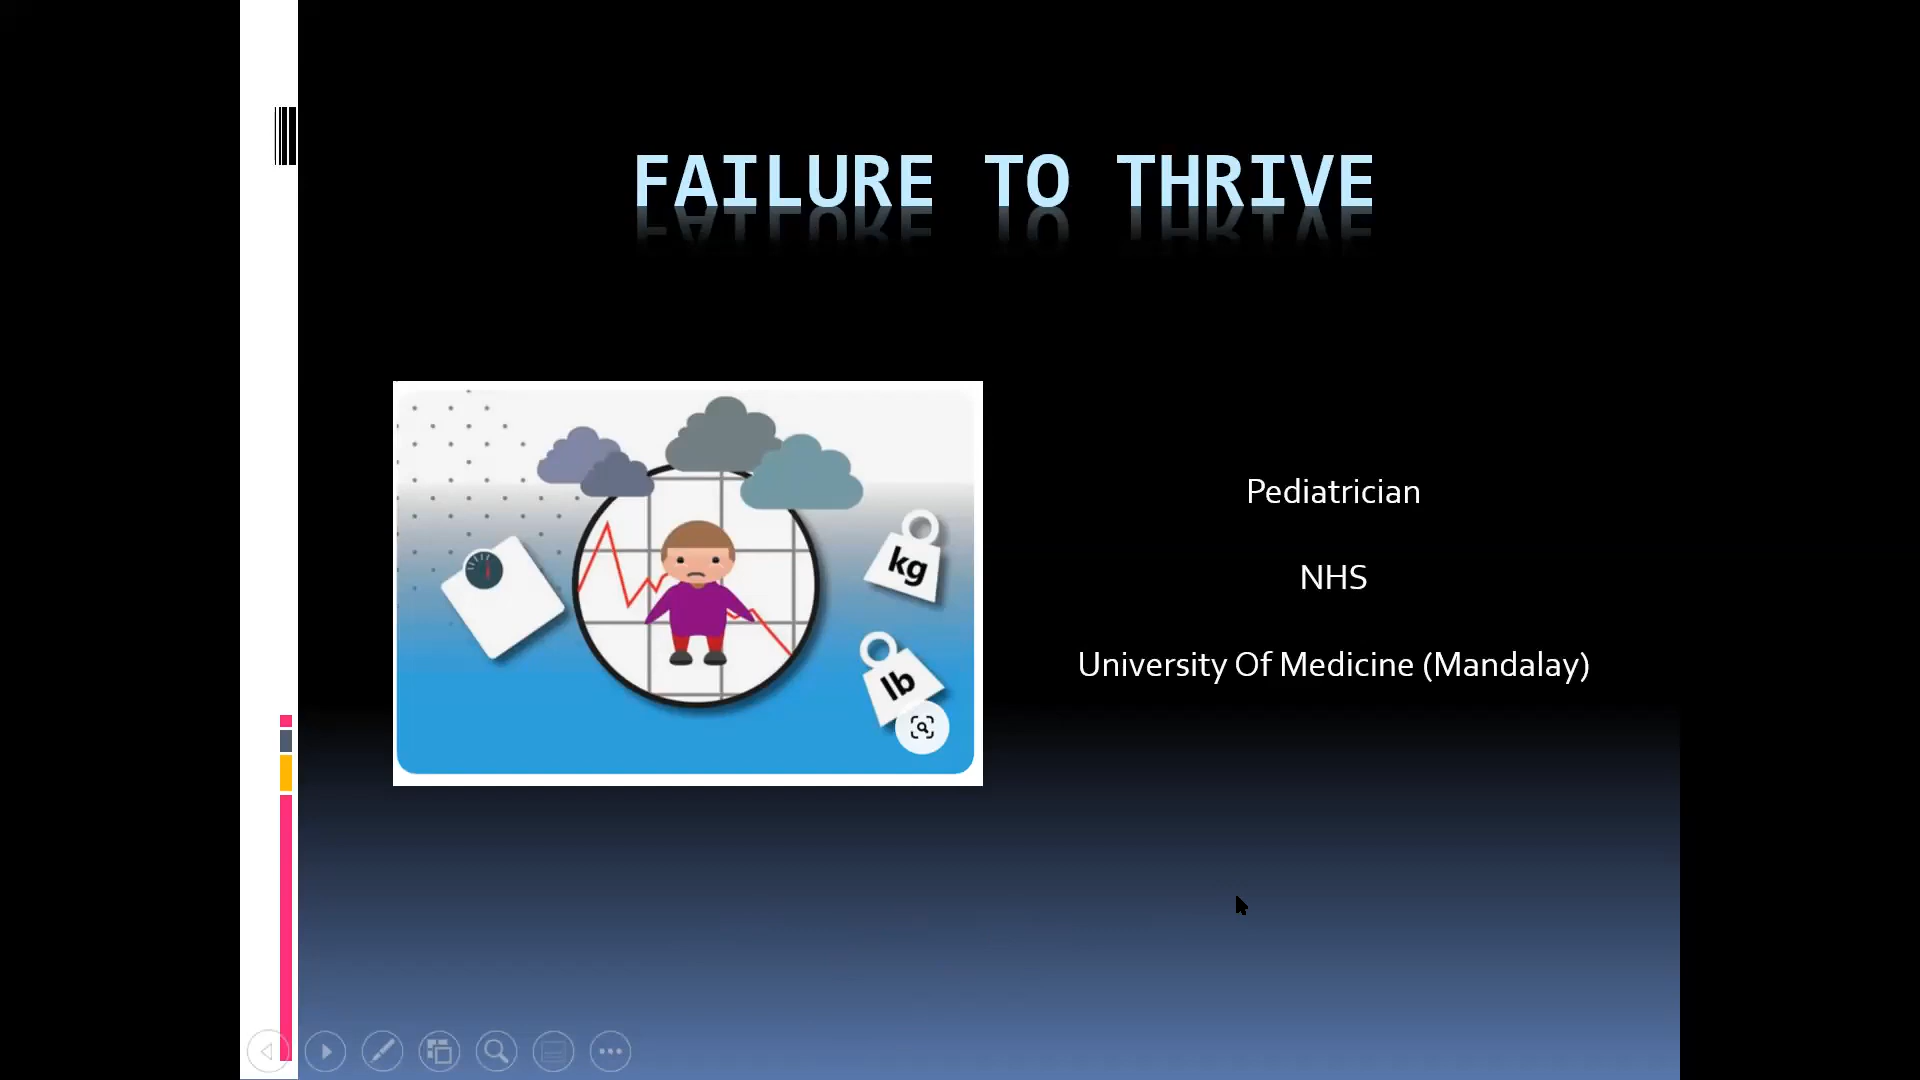 FAILURE TO THRIVE
kg
lb
Pediatrician
NHS
University Of Medicine (Mandalay)